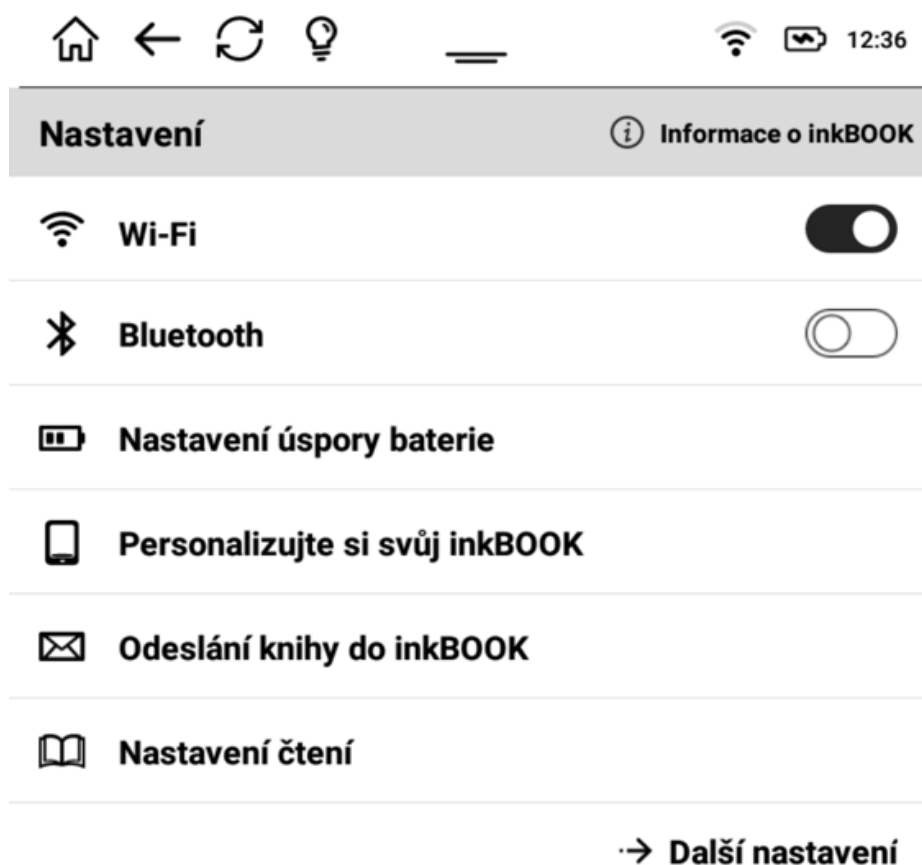 12:36
Nastavení
Informace o inkBOOK
Wi-Fi
Bluetooth
Nastavení úspory baterie
Personalizujte si svůj inkBOOK
Odeslání knihy do inkBOOK
Nastavení čtení
Další nastavení